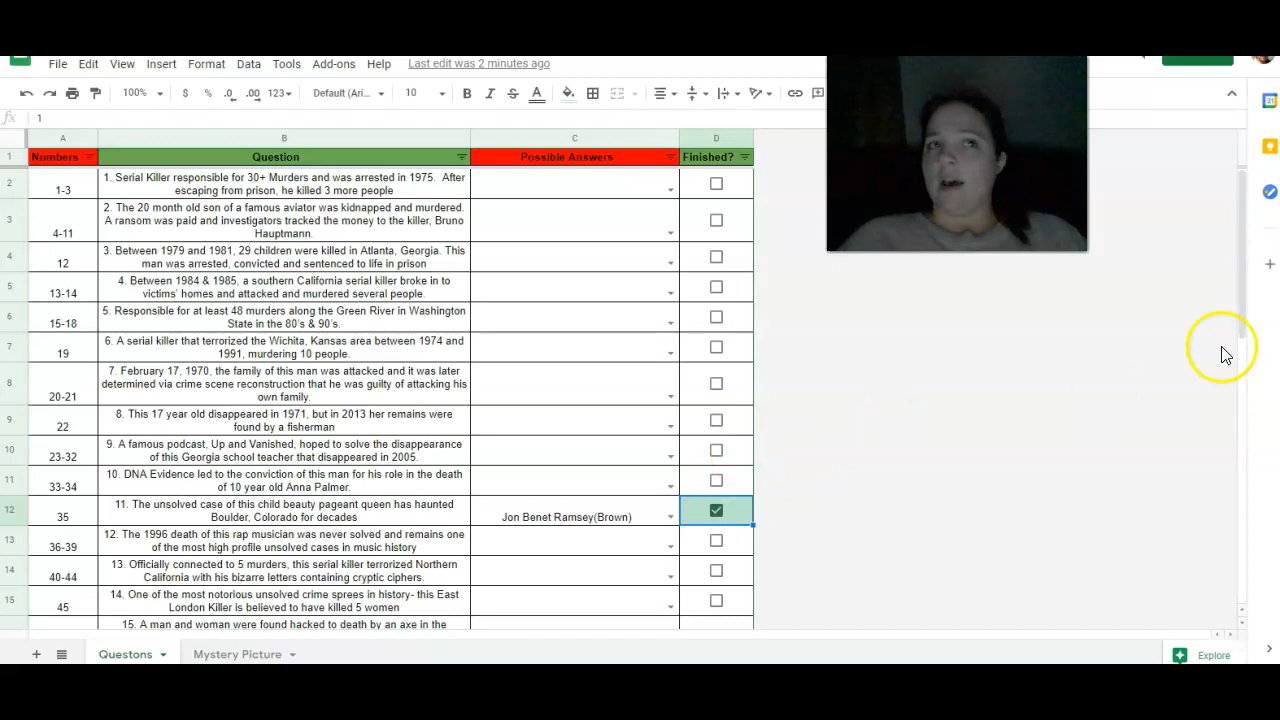 File Edit View Insert Format Data Tools Add-ons Help Last edit was 2 minutes ago
100% $ % .0 .00 123 Default (Ari... 10 B I S A
fx 1
A B C D
1 Numbers Question Possible Answers Finished?
2 1-3 1. Serial Killer responsible for 30+ Murders and was arrested in 1975. After
escaping from prison, he killed 3 more people
3 4-11 2. The 20 month old son of a famous aviator was kidnapped and murdered.
A ransom was paid and investigators tracked the money to the killer, Bruno
Hauptmann.
4 12 3. Between 1979 and 1981, 29 children were killed in Atlanta, Georgia. This
man was arrested, convicted and sentenced to life in prison
5 13-14 4. Between 1984 & 1985, a southern California serial killer broke in to
victims' homes and attacked and murdered several people.
6 15-18 5. Responsible for at least 48 murders along the Green River in Washington
State in the 80's & 90's.
7 19 6. A serial killer that terrorized the Wichita, Kansas area between 1974 and
1991, murdering 10 people.
8 20-21 7. February 17, 1970, the family of this man was attacked and it was later
determined via crime scene reconstruction that he was guilty of attacking his
own family.
9 22 8. This 17 year old disappeared in 1971, but in 2013 her remains were
found by a fisherman
10 23-32 9. A famous podcast, Up and Vanished, hoped to solve the disappearance
of this Georgia school teacher that disappeared in 2005.
11 33-34 10. DNA Evidence led to the conviction of this man for his role in the death
of 10 year old Anna Palmer.
12 35 11. The unsolved case of this child beauty pageant queen has haunted
Boulder, Colorado for decades Jon Benet Ramsey(Brown)
13 36-39 12. The 1996 death of this rap musician was never solved and remains one
of the most high profile unsolved cases in music history
14 40-44 13. Officially connected to 5 murders, this serial killer terrorized Northern
California with his bizarre letters containing cryptic ciphers.
15 45 14. One of the most notorious unsolved crime sprees in history- this East
London Killer is believed to have killed 5 women
15. A man and woman were found hacked to death by an axe in the
Questons Mystery Picture Explore